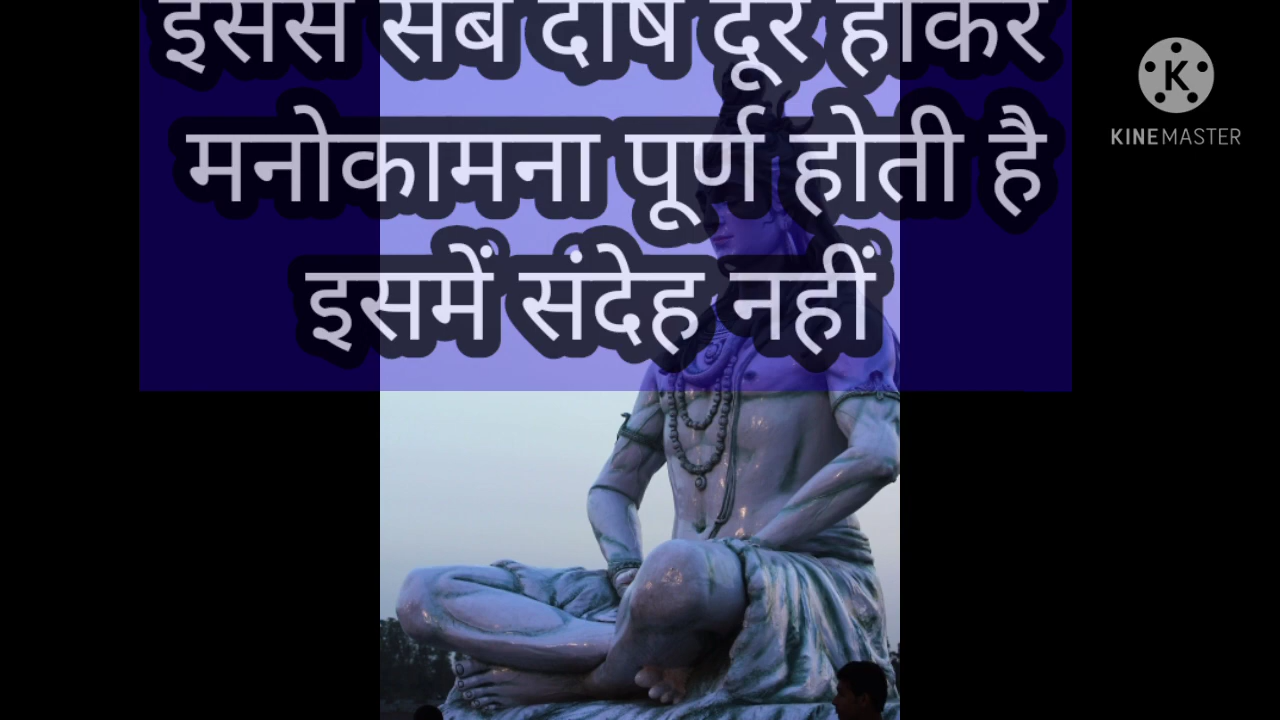 इससे सब दोष दूर होकर
मनोकामना पूर्ण होती है
इसमें संदेह नहीं
K
KINEMASTER